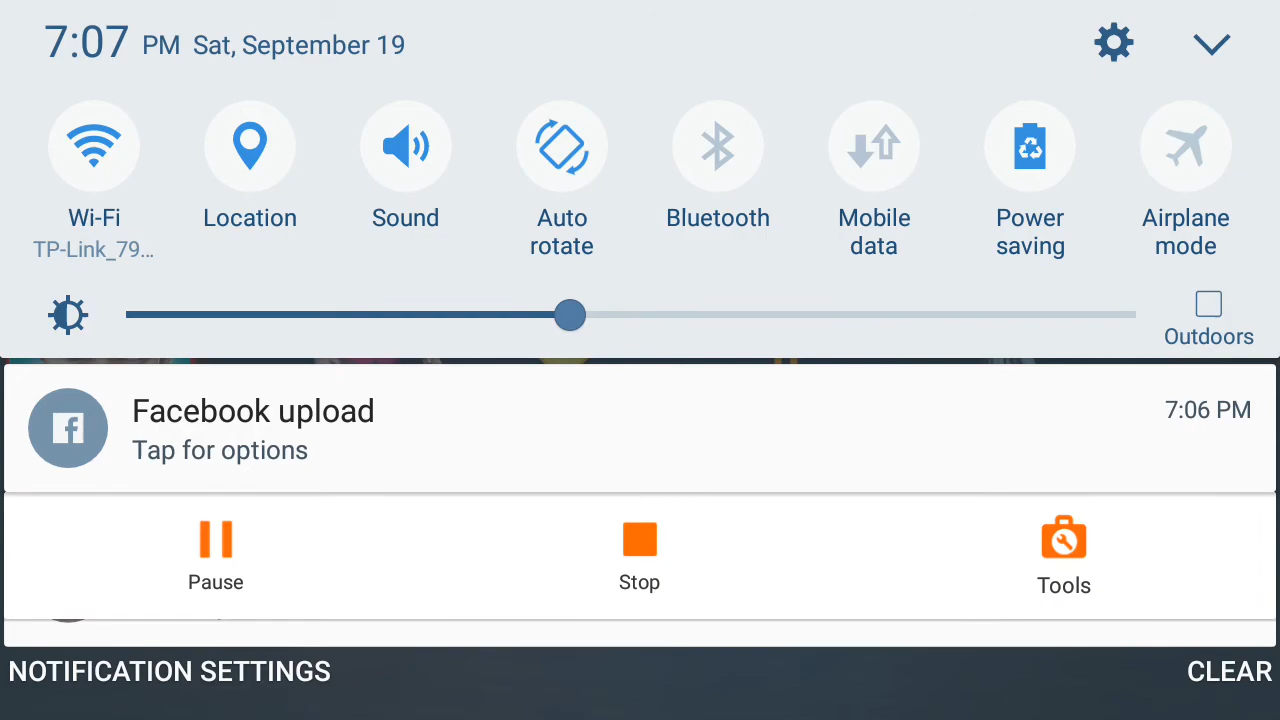 7:07 PM Sat, September 19
Wi-Fi
TP-Link_79...
Location
Sound
Auto
rotate
Bluetooth
Mobile
data
Power
saving
Airplane
mode
Outdoors
Facebook upload
7:06 PM
Tap for options
Pause
Stop
Tools
NOTIFICATION SETTINGS
CLEAR